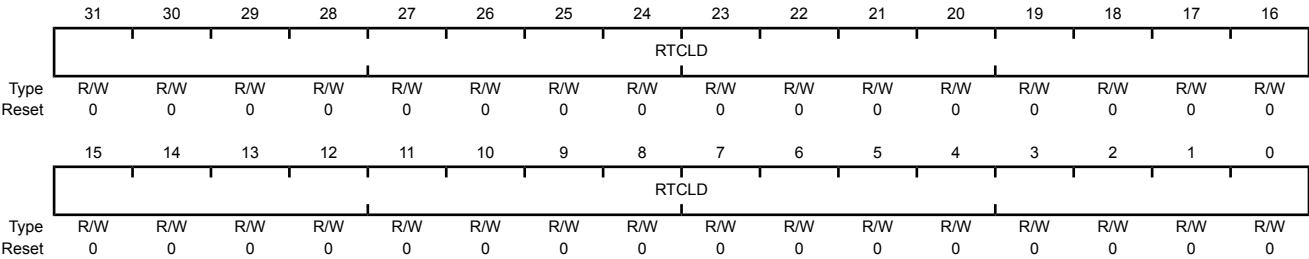 31 30 29 28 27 26 25 24 23 22 21 20 19 18 17 16
RTCLD
Type R/W R/W R/W R/W R/W R/W R/W R/W R/W R/W R/W R/W R/W R/W R/W R/W
Reset 0 0 0 0 0 0 0 0 0 0 0 0 0 0 0 0
15 14 13 12 11 10 9 8 7 6 5 4 3 2 1 0
RTCLD
Type R/W R/W R/W R/W R/W R/W R/W R/W R/W R/W R/W R/W R/W R/W R/W R/W
Reset 0 0 0 0 0 0 0 0 0 0 0 0 0 0 0 0